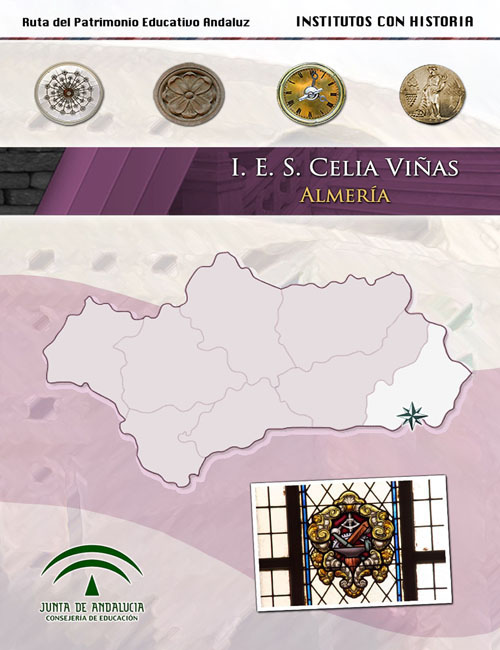 Ruta del Patrimonio Educativo Andaluz INSTITUTOS CON HISTORIA
I. E. S. CELIA VIÑAS
ALMERÍA
JUNTA DE ANDALUCIA
CONSEJERÍA DE EDUCACIÓN